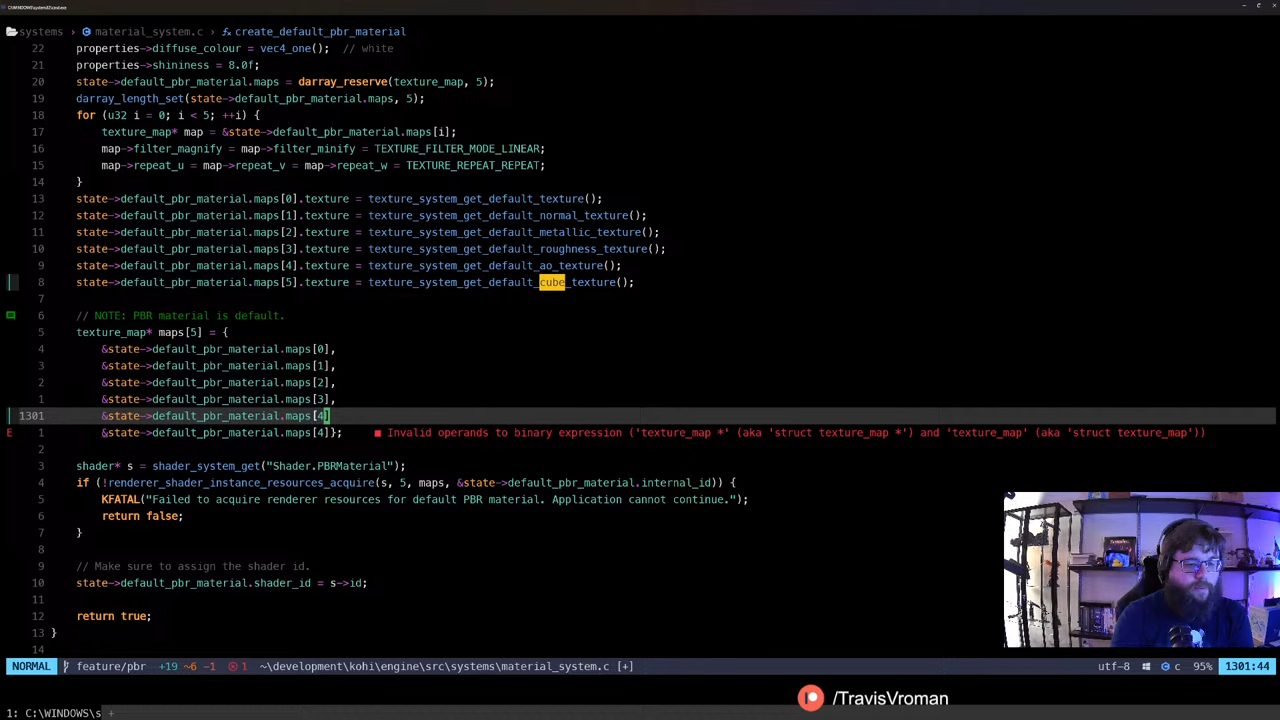 C:\WINDOWS\system32\cmd.exe
systems › material_system.c › create_default_pbr_material
22 properties->diffuse_colour = vec4_one(); // white
21 properties->shininess = 8.0f;
20 state->default_pbr_material.maps = darray_reserve(texture_map, 5);
19 darray_length_set(state->default_pbr_material.maps, 5);
18 for (u32 i = 0; i < 5; ++i) {
17 texture_map* map = &state->default_pbr_material.maps[i];
16 map->filter_magnify = map->filter_minify = TEXTURE_FILTER_MODE_LINEAR;
15 map->repeat_u = map->repeat_v = map->repeat_w = TEXTURE_REPEAT_REPEAT;
14 }
13 state->default_pbr_material.maps[0].texture = texture_system_get_default_texture();
12 state->default_pbr_material.maps[1].texture = texture_system_get_default_normal_texture();
11 state->default_pbr_material.maps[2].texture = texture_system_get_default_metallic_texture();
10 state->default_pbr_material.maps[3].texture = texture_system_get_default_roughness_texture();
9 state->default_pbr_material.maps[4].texture = texture_system_get_default_ao_texture();
8 state->default_pbr_material.maps[5].texture = texture_system_get_default_cube_texture();
7
6 // NOTE: PBR material is default.
5 texture_map* maps[5] = {
4 &state->default_pbr_material.maps[0],
3 &state->default_pbr_material.maps[1],
2 &state->default_pbr_material.maps[2],
1 &state->default_pbr_material.maps[3],
1301 &state->default_pbr_material.maps[4]
E 1 &state->default_pbr_material.maps[4]}; ■ Invalid operands to binary expression ('texture_map *' (aka 'struct texture_map *') and 'texture_map' (aka 'struct texture_map'))
2
3 shader* s = shader_system_get("Shader.PBRMaterial");
4 if (!renderer_shader_instance_resources_acquire(s, 5, maps, &state->default_pbr_material.internal_id)) {
5 KFATAL("Failed to acquire renderer resources for default PBR material. Application cannot continue.");
6 return false;
7 }
8
9 // Make sure to assign the shader id.
10 state->default_pbr_material.shader_id = s->id;
11
12 return true;
13 }
14
NORMAL feature/pbr +19 ~6 -1 1 ~\development\kohi\engine\src\systems\material_system.c [+] utf-8 c 95% 1301:44
/TravisVroman
1: C:\WINDOWS\s +